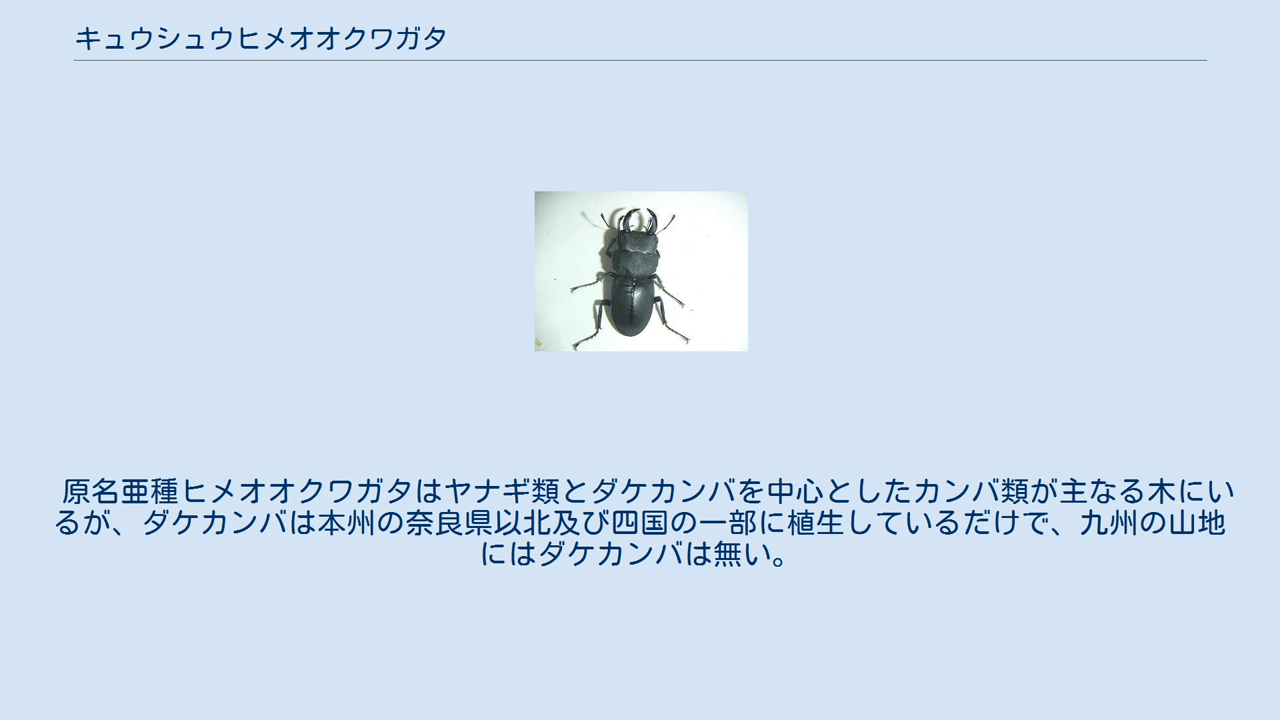 キュウシュウヒメオオクワガタ
原名亜種ヒメオオクワガタはヤナギ類とダケカンバを中心としたカンバ類が主なる木にい
るが、ダケカンバは本州の奈良県以北及び四国の一部に植生しているだけで、九州の山地
にはダケカンバは無い。